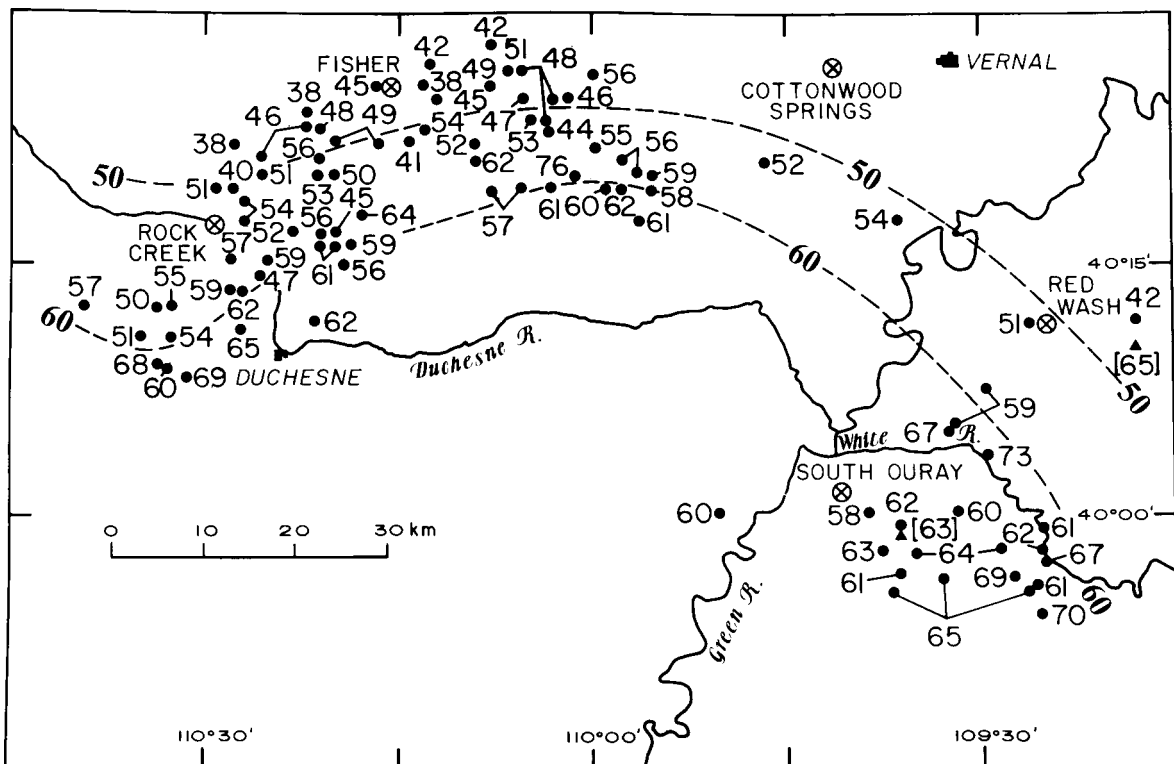 42
42 51 48
FISHER 56
VERNAL
45 38 49
COTTONWOOD
SPRINGS
38 45 47 46
46 48 49
54 53 44 55 56
38 56 41 52
50 40 51 53 50 62 76 59 52 50
51 45 57 61 60 62 58
54 56 64 61 54
ROCK
CREEK
52
57 59 61 59 56 60 40°15'
57 55 59 47 RED
WASH
50 62 62 42
60 51
51 54 65 [65]
68 DUCHESNE Duchesne R. 50
60 69
59
67 White R.
73
SOUTH OURAY
60 58 62 60 40°00'
0 10 20 30 km
[63] 61
63 64 62 67
61 69 61
60
65 70
Green R.
110°30' 110°00' 109°30'